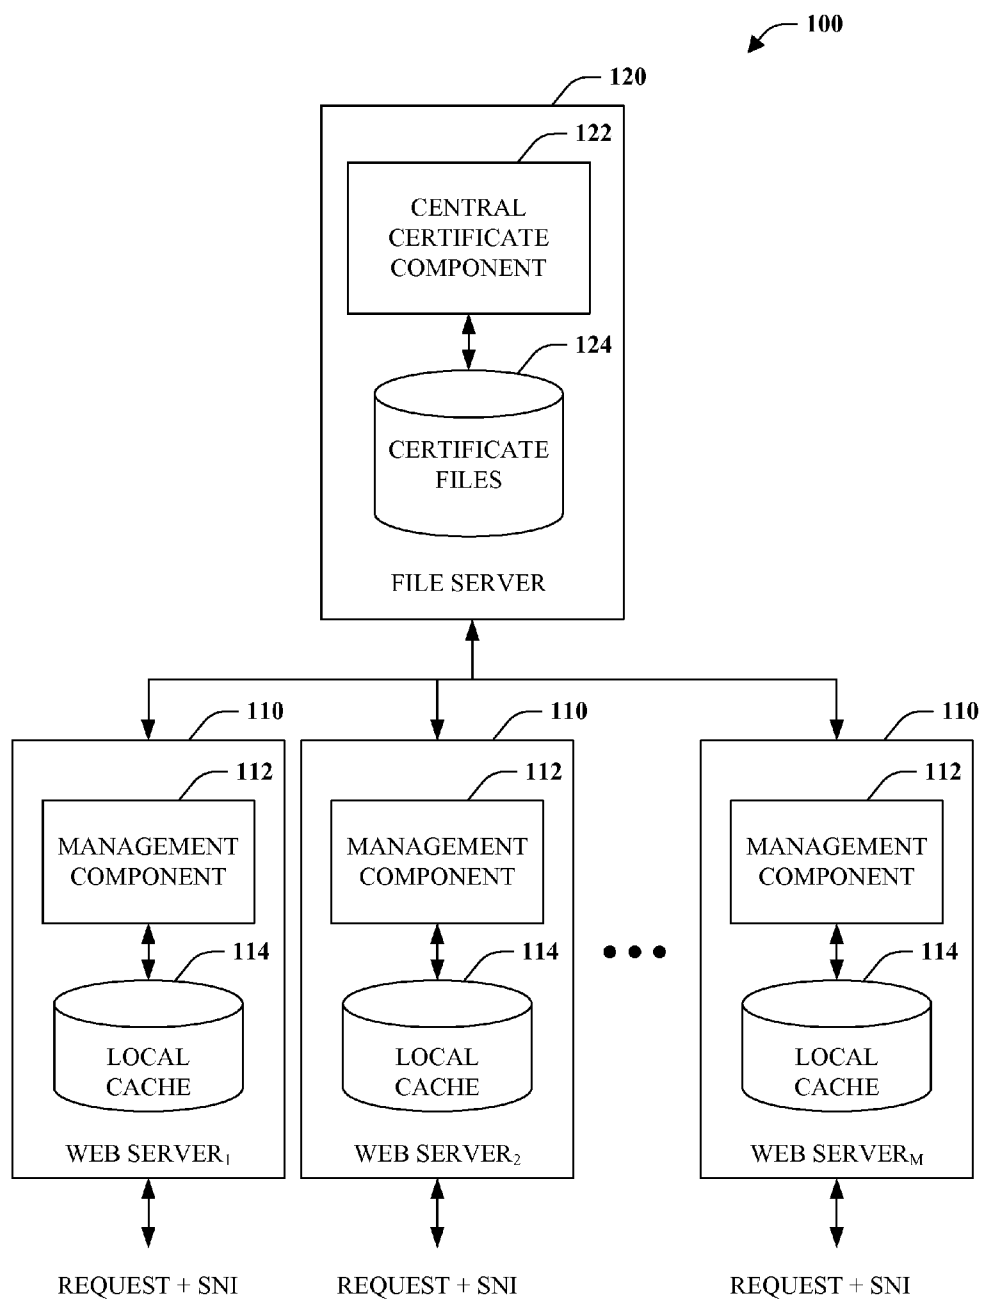 100
120
122
CENTRAL
CERTIFICATE
COMPONENT
124
CERTIFICATE
FILES
FILE SERVER
110
110
110
112
112
112
MANAGEMENT
COMPONENT
MANAGEMENT
COMPONENT
MANAGEMENT
COMPONENT
114
114
114
LOCAL
CACHE
LOCAL
CACHE
LOCAL
CACHE
WEB SERVER1
WEB SERVER2
WEB SERVERM
REQUEST + SNI
REQUEST + SNI
REQUEST + SNI